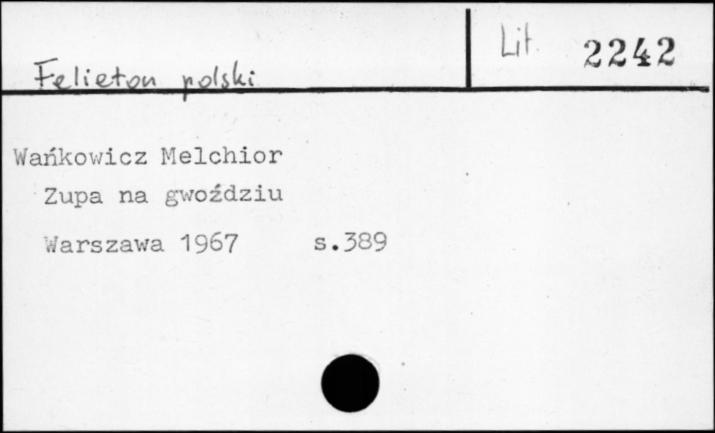 Felieton polski
Lit. 2242
Wańkowicz Melchior
Zupa na gwoździu
Warszawa 1967 s.389